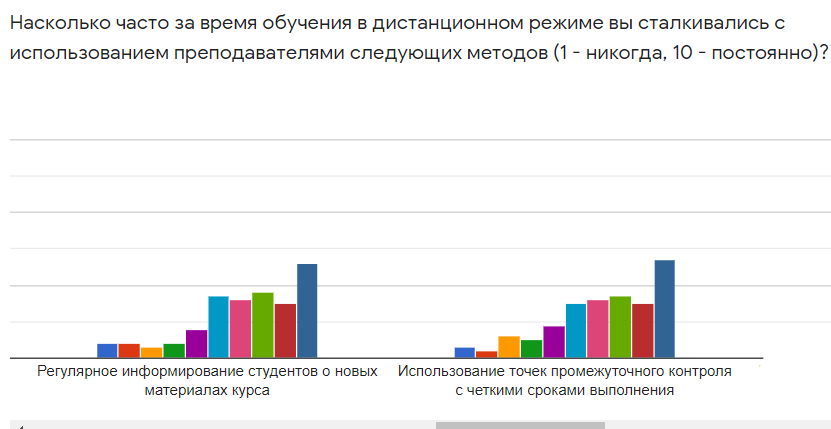 Насколько часто за время обучения в дистанционном режиме вы сталкивались с
использованием преподавателями следующих методов (1 - никогда, 10 - постоянно)?
Регулярное информирование студентов о новых
материалах курса
Использование точек промежуточного контроля
с четкими сроками выполнения